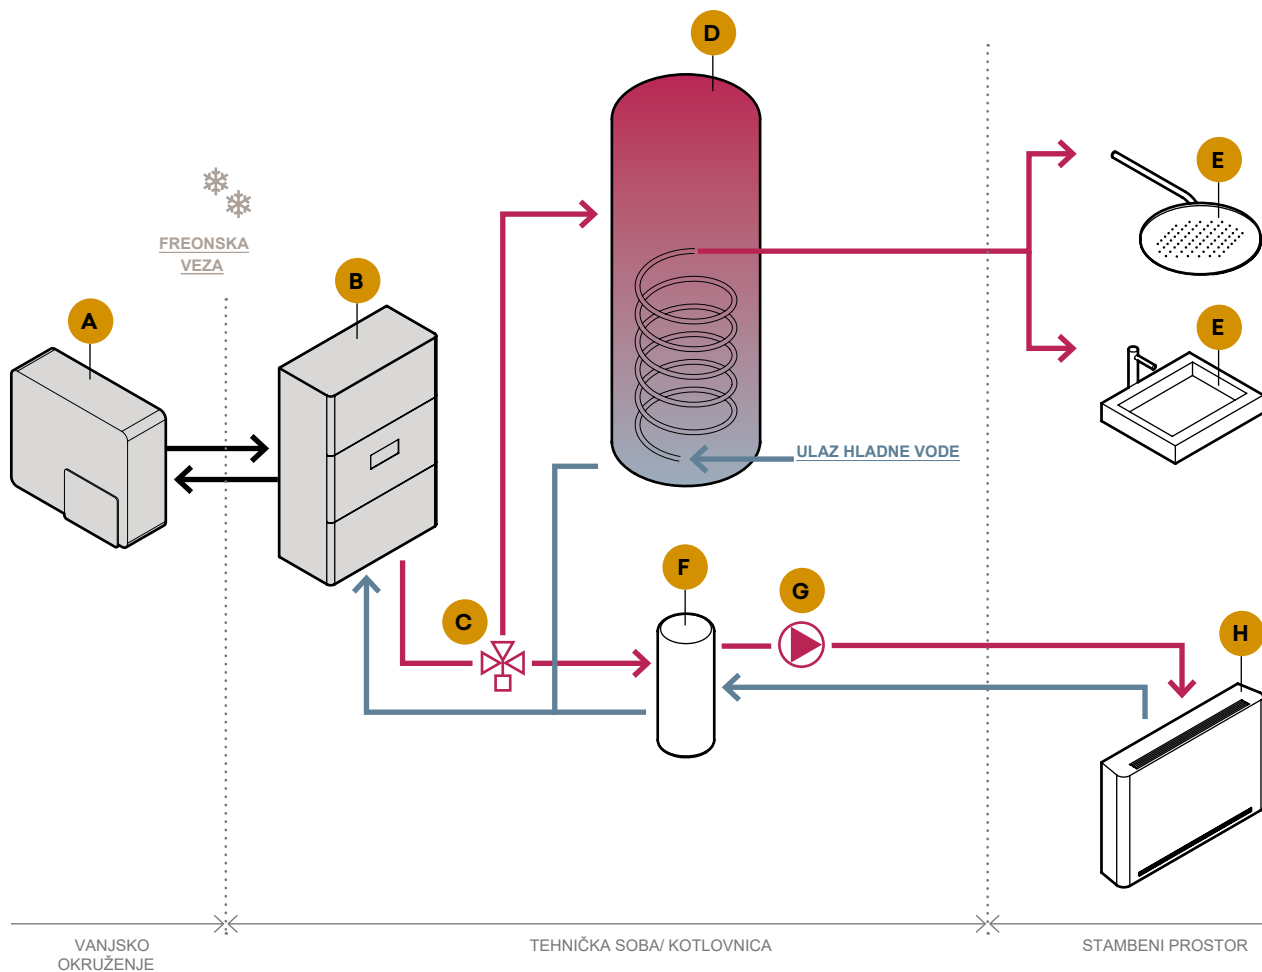 D
E
FREONSKA
VEZA
B
A
E
ULAZ HLADNE VODE
F
G
C
H
VANJSKO
OKRUŽENJE
TEHNIČKA SOBA/ KOTLOVNICA
STAMBENI PROSTOR